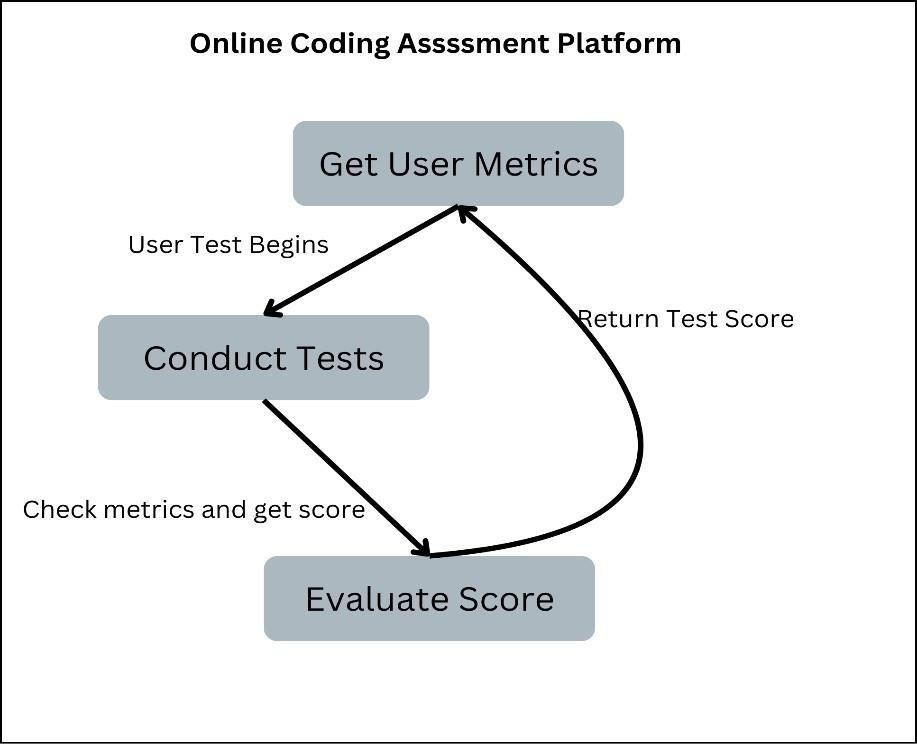 Online Coding Assssment Platform
Get User Metrics
User Test Begins
Return Test Score
Conduct Tests
Check metrics and get score
Evaluate Score